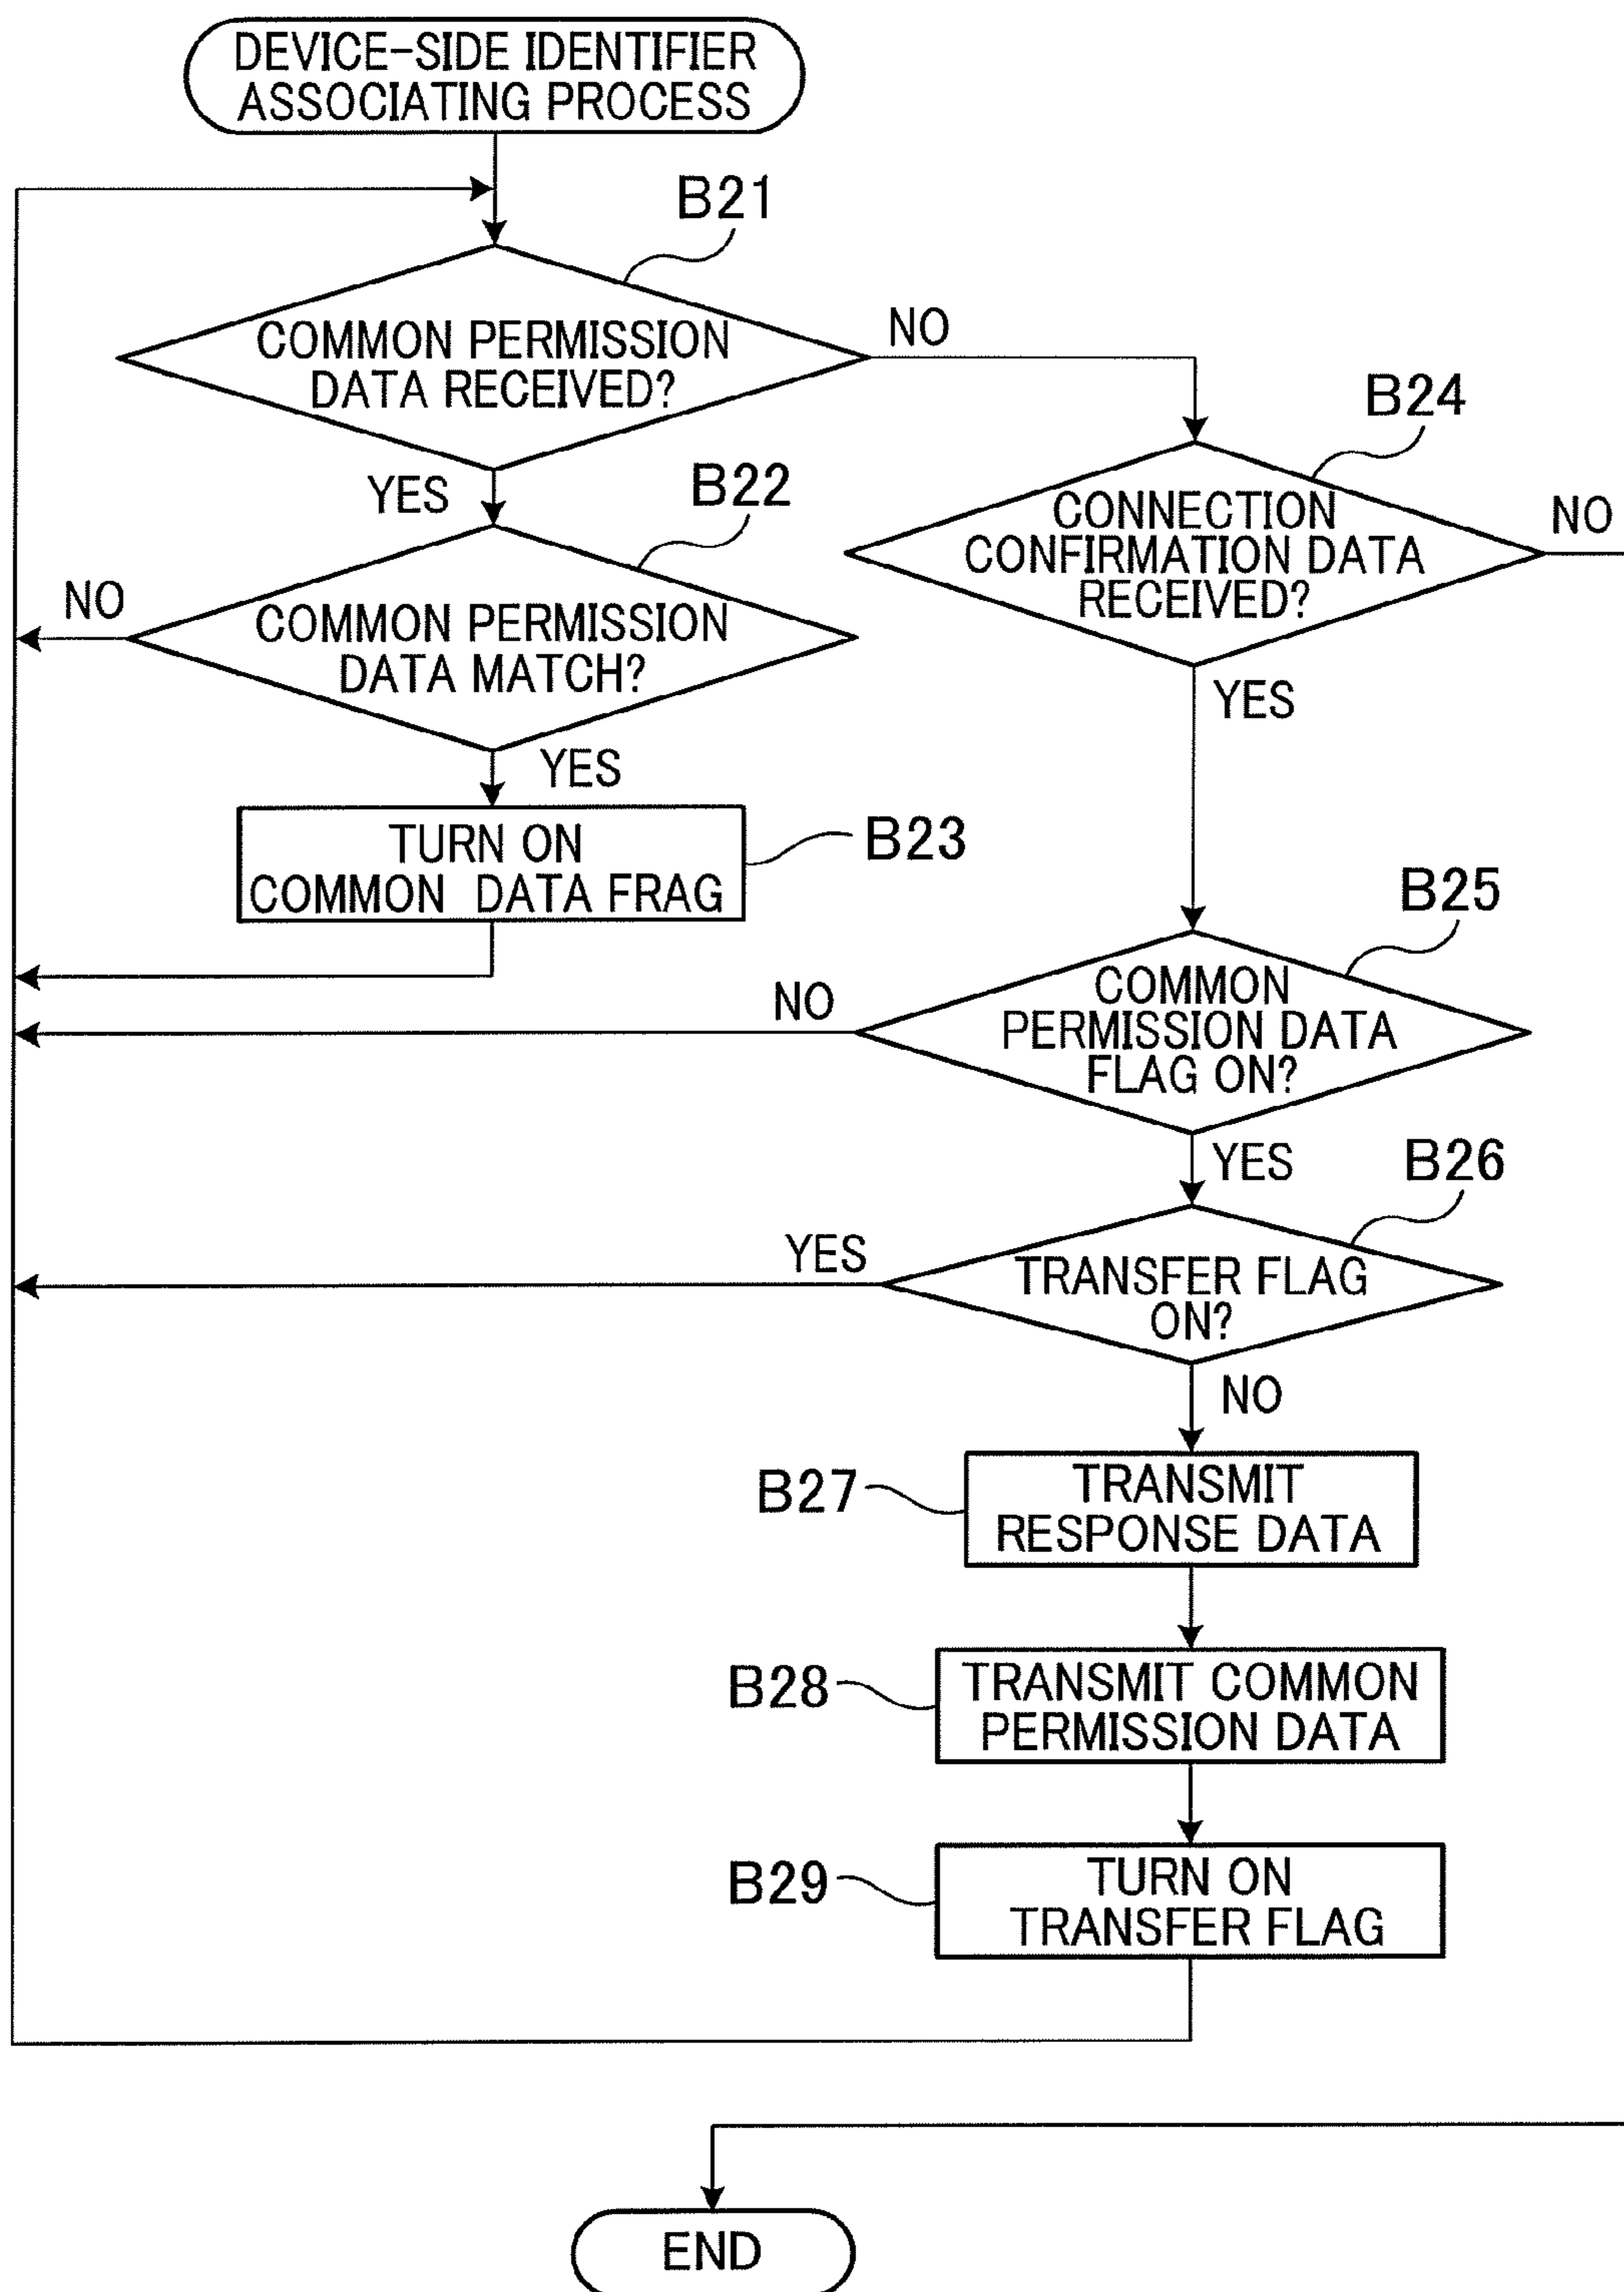 DEVICE-SIDE IDENTIFIER
ASSOCIATING PROCESS
B21
COMMON PERMISSION
DATA RECEIVED?
NO
YES
B22
COMMON PERMISSION
DATA MATCH?
NO
YES
TURN ON
COMMON DATA FRAG
B23
B24
CONNECTION
CONFIRMATION DATA
RECEIVED?
NO
YES
B25
COMMON
PERMISSION DATA
FLAG ON?
NO
YES
B26
TRANSFER FLAG
ON?
YES
NO
B27
TRANSMIT
RESPONSE DATA
B28
TRANSMIT COMMON
PERMISSION DATA
B29
TURN ON
TRANSFER FLAG
END